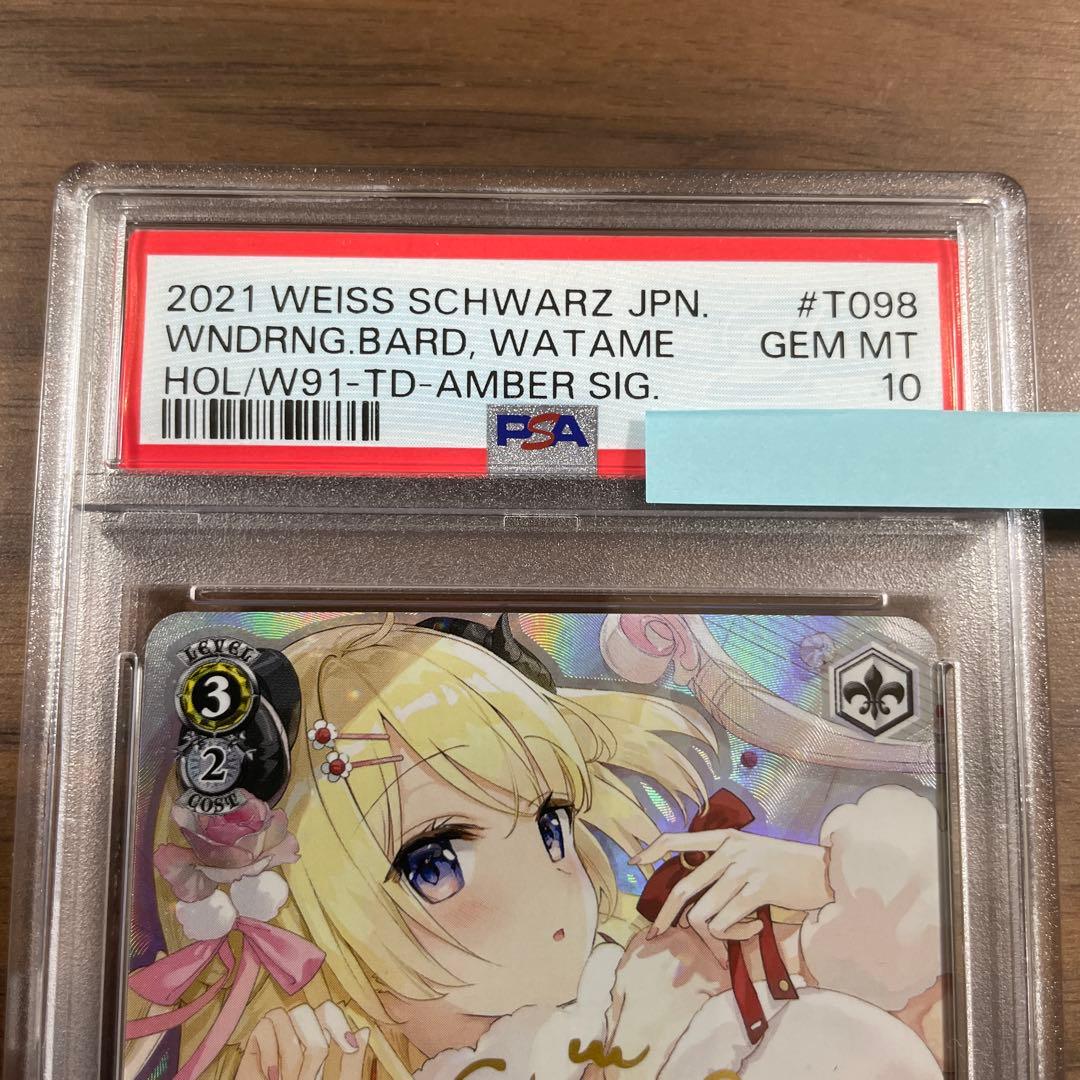 2021 WEISS SCHWARZ JPN. #T098
WNDRNG.BARD, WATAME GEM MT
HOL/W91-TD-AMBER SIG. 10
PSA
LEVEL
3
2
COST